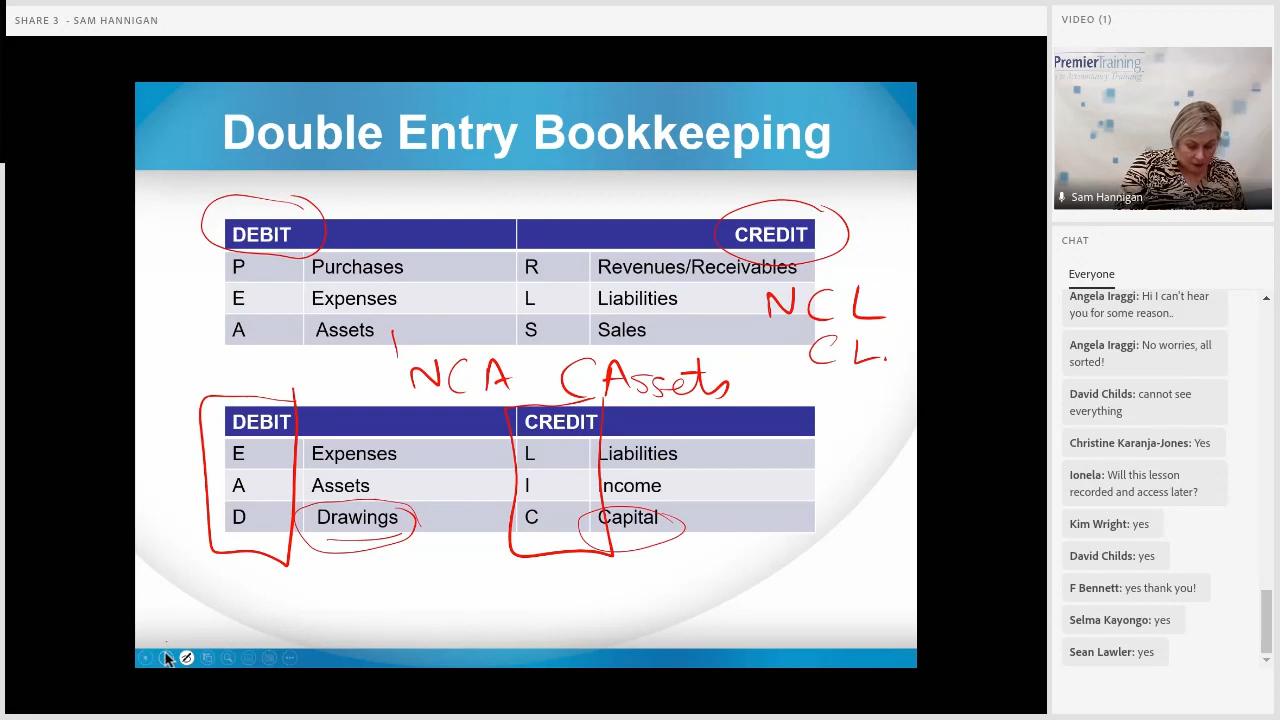 SHARE 3 - SAM HANNIGAN
Double Entry Bookkeeping
DEBIT CREDIT
P Purchases R Revenues/Receivables
E Expenses L Liabilities
A Assets S Sales
NCL
CL.
NCA CAssets
DEBIT CREDIT
E Expenses L Liabilities
A Assets I Income
D Drawings C Capital
VIDEO (1)
PremierTraining
Sam Hannigan
CHAT
Everyone
Angela Iraggi: Hi I can't hear
you for some reason..
Angela Iraggi: No worries, all
sorted!
David Childs: cannot see
everything
Christine Karanja-Jones: Yes
Ionela: Will this lesson
recorded and access later?
Kim Wright: yes
David Childs: yes
F Bennett: yes thank you!
Selma Kayongo: yes
Sean Lawler: yes